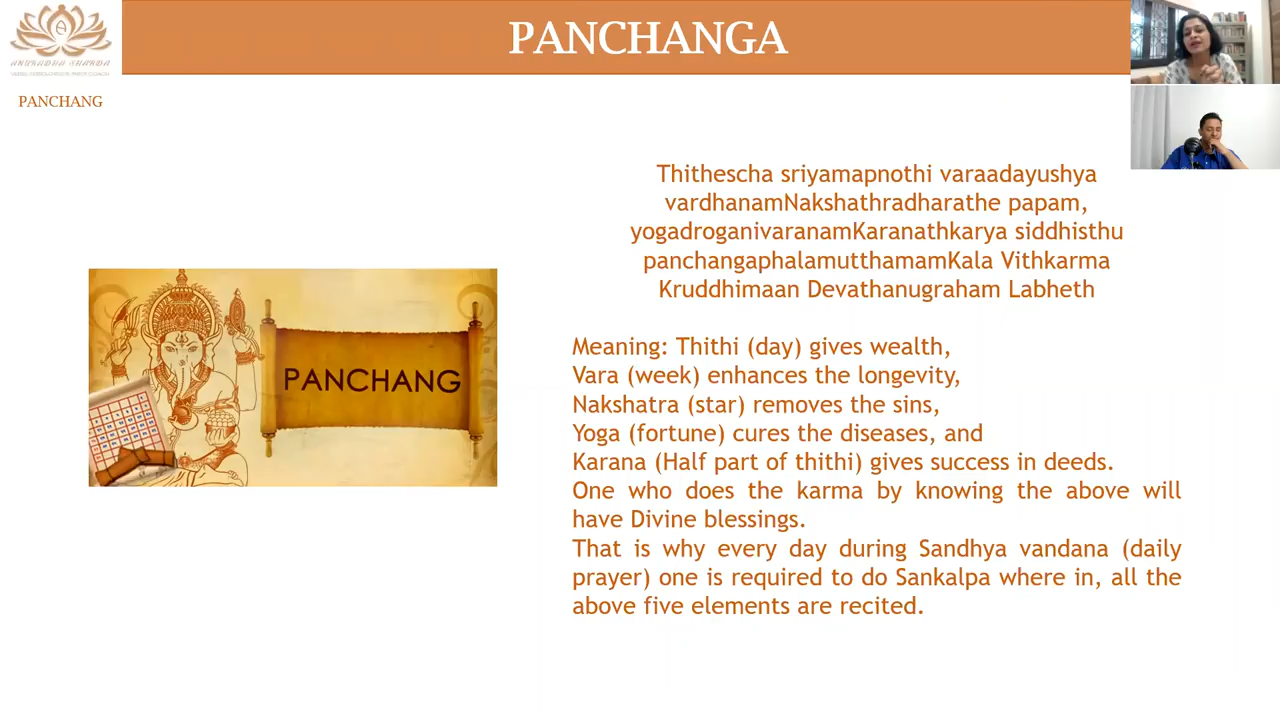 PANCHANGA
ANURADHA SHARMA
PANCHANG
Thithescha sriyamapnothi varaadayushya
vardhanamNakshathradharathe papam,
yogadroganivaranamKaranathkarya siddhisthu
panchangaphalamutthamamKala Vithkarma
Kruddhimaan Devathanugraham Labheth
PANCHANG
Meaning: Thithi (day) gives wealth,
Vara (week) enhances the longevity,
Nakshatra (star) removes the sins,
Yoga (fortune) cures the diseases, and
Karana (Half part of thithi) gives success in deeds.
One who does the karma by knowing the above will
have Divine blessings.
That is why every day during Sandhya vandana (daily
prayer) one is required to do Sankalpa where in, all the
above five elements are recited.